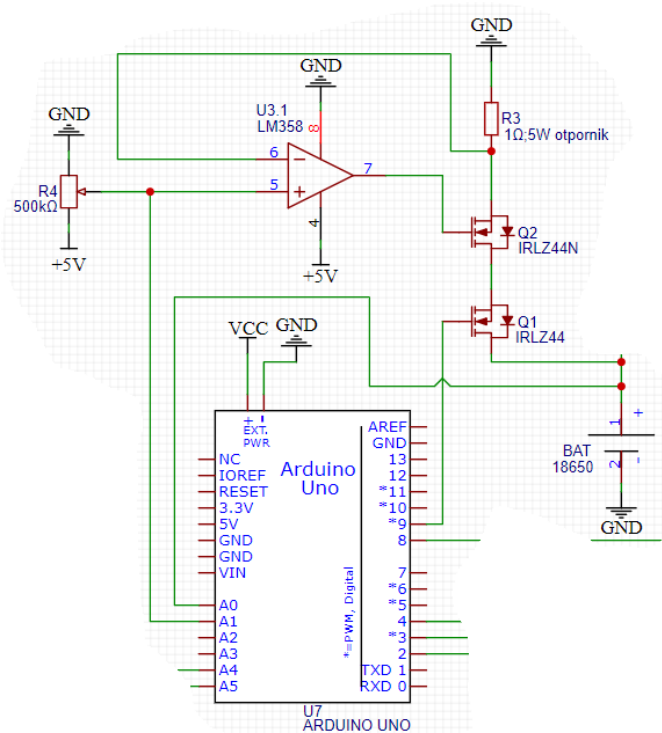 GND
GND
R3
1Ω;5W otpornik
U3.1
LM358
8
GND
6
7
5
R4
500kΩ
4
+5V
+5V
Q2
IRLZ44N
Q1
IRLZ44
VCC
GND
+
-
EXT.
PWR
1
+
BAT
18650
2
-
GND
Arduino
Uno
NC
IOREF
RESET
3.3V
5V
GND
GND
VIN
A0
A1
A2
A3
A4
A5
AREF
GND
13
12
*11
*10
*9
8
7
*6
*5
4
*3
2
TXD 1
RXD 0
*=PWM, Digital
U7
ARDUINO UNO